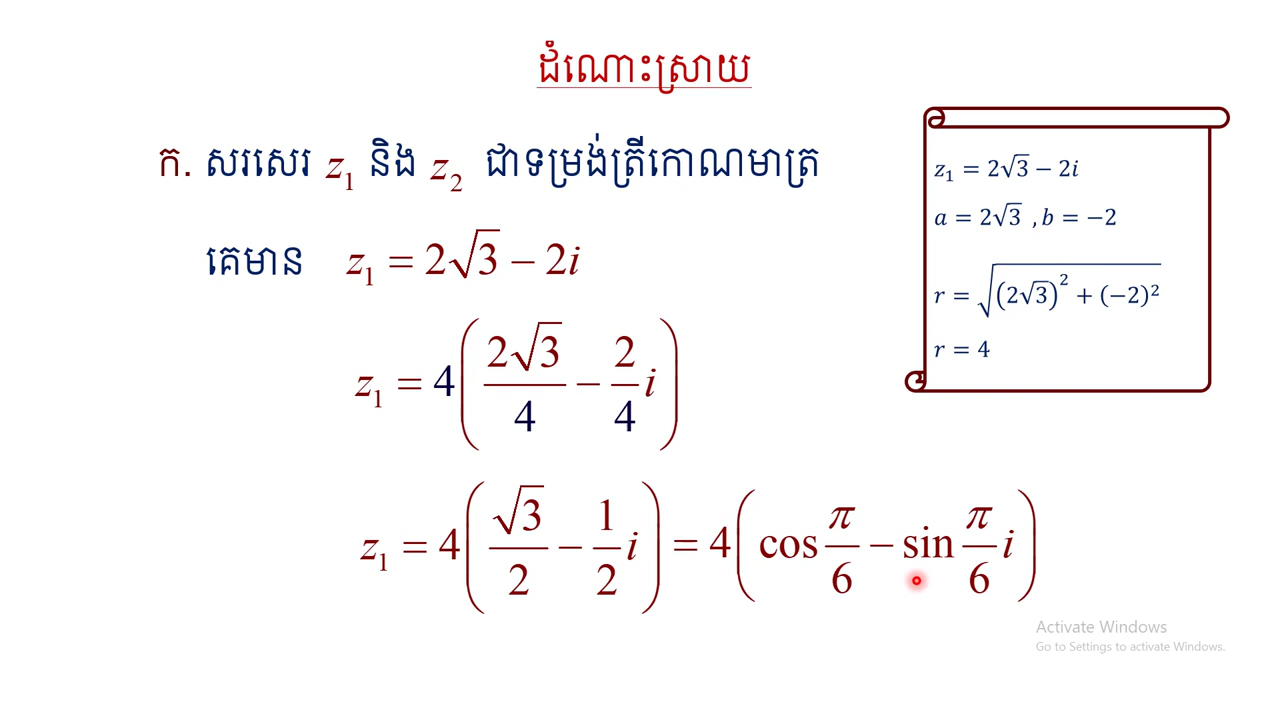 ដំណោះស្រាយ
ក. សរសេរ z₁ និង z₂ ជាទម្រង់ត្រីកោណមាត្រ
គេមាន z₁ = 2√3 − 2i
z₁ = 4(2√3/4 − 2/4 i)
z₁ = 4(√3/2 − 1/2 i) = 4(cos π/6 − sin π/6 i)
z₁ = 2√3 − 2i
a = 2√3 , b = −2
r = √((2√3)² + (−2)²)
r = 4
Activate Windows
Go to Settings to activate Windows.